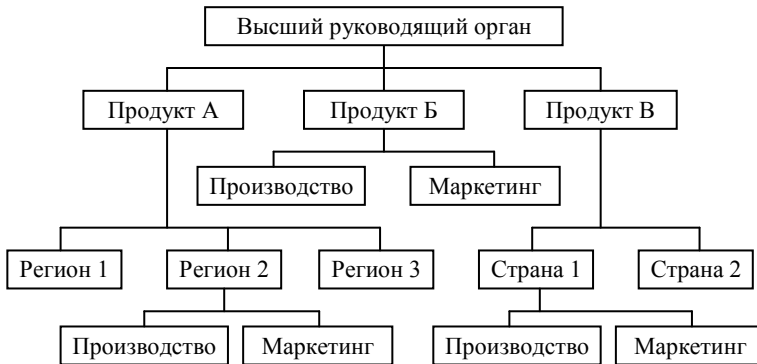 Высший руководящий орган
Продукт А
Продукт Б
Продукт В
Производство
Маркетинг
Регион 1
Регион 2
Регион 3
Страна 1
Страна 2
Производство
Маркетинг
Производство
Маркетинг